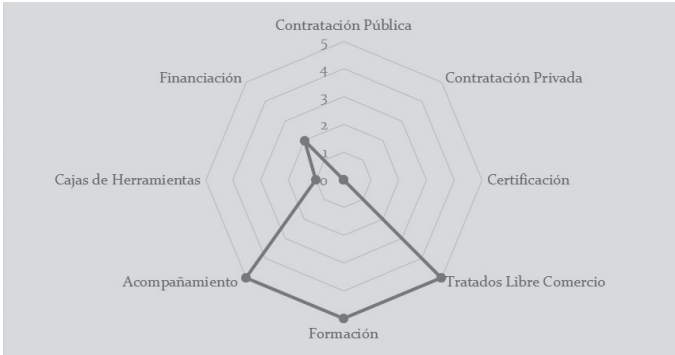 Contratación Pública
5
Financiación
Contratación Privada
4
3
2
1
Cajas de Herramientas
0
Certificación
Acompañamiento
Tratados Libre Comercio
Formación